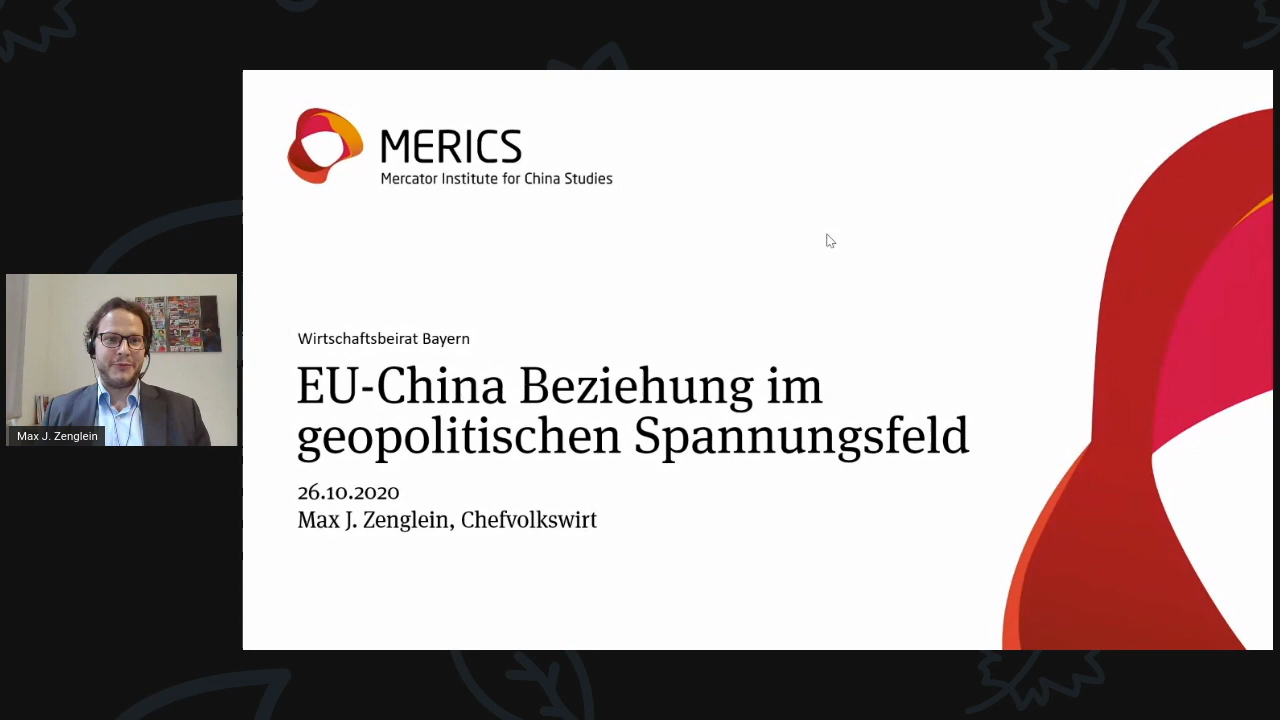 MERICS
Mercator Institute for China Studies
Wirtschaftsbeirat Bayern
EU-China Beziehung im
geopolitischen Spannungsfeld
26.10.2020
Max J. Zenglein, Chefvolkswirt
Max J. Zenglein